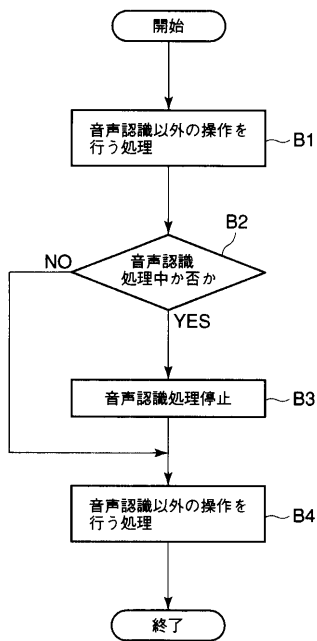 開始
音声認識以外の操作を
行う処理
B1
B2
音声認識
処理中か否か
NO
YES
音声認識処理停止
B3
音声認識以外の操作を
行う処理
B4
終了